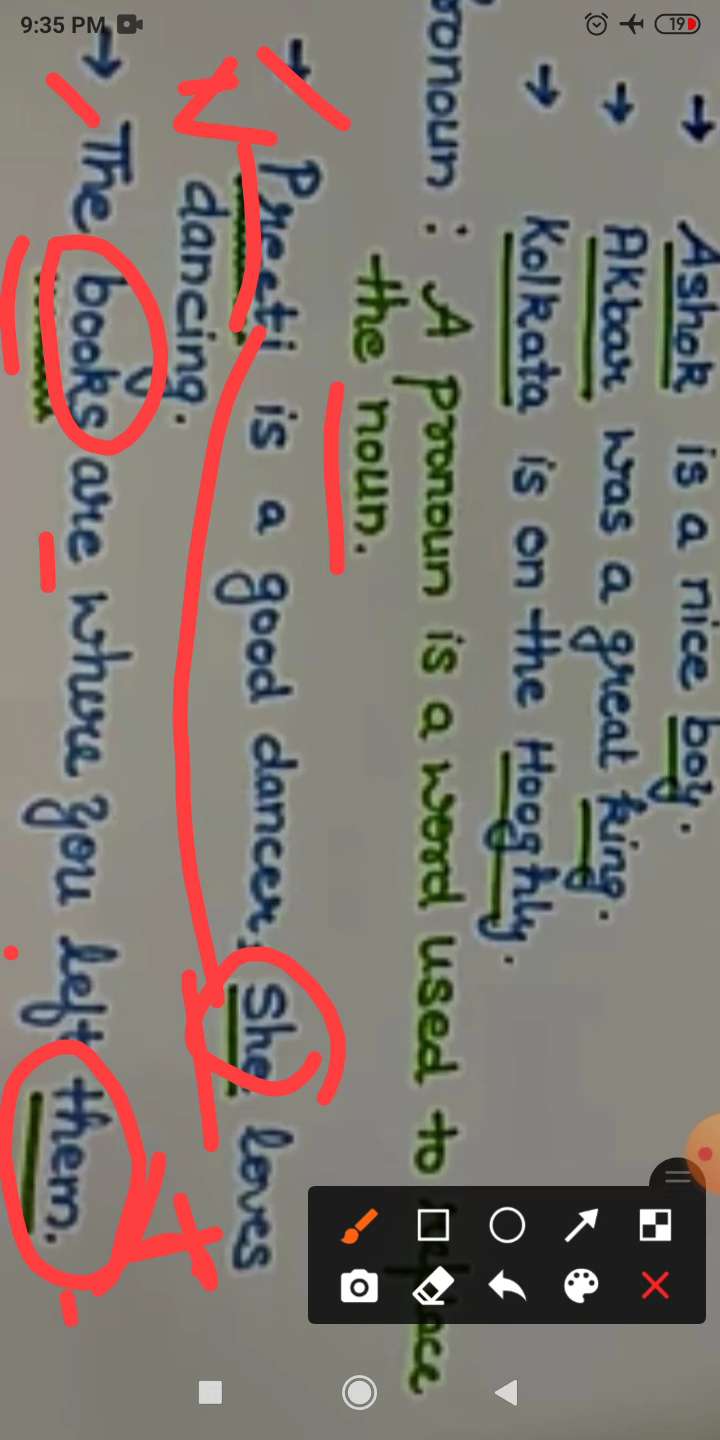 9:35 PM
19
→ Ashok is a nice boy.
→ Akbar was a great king.
→ Kolkata is on the Hooghly.
ronoun : A pronoun is a word used to replace
the noun.
→ Preeti is a good dancer. She loves
dancing.
→ The books are where you left them.